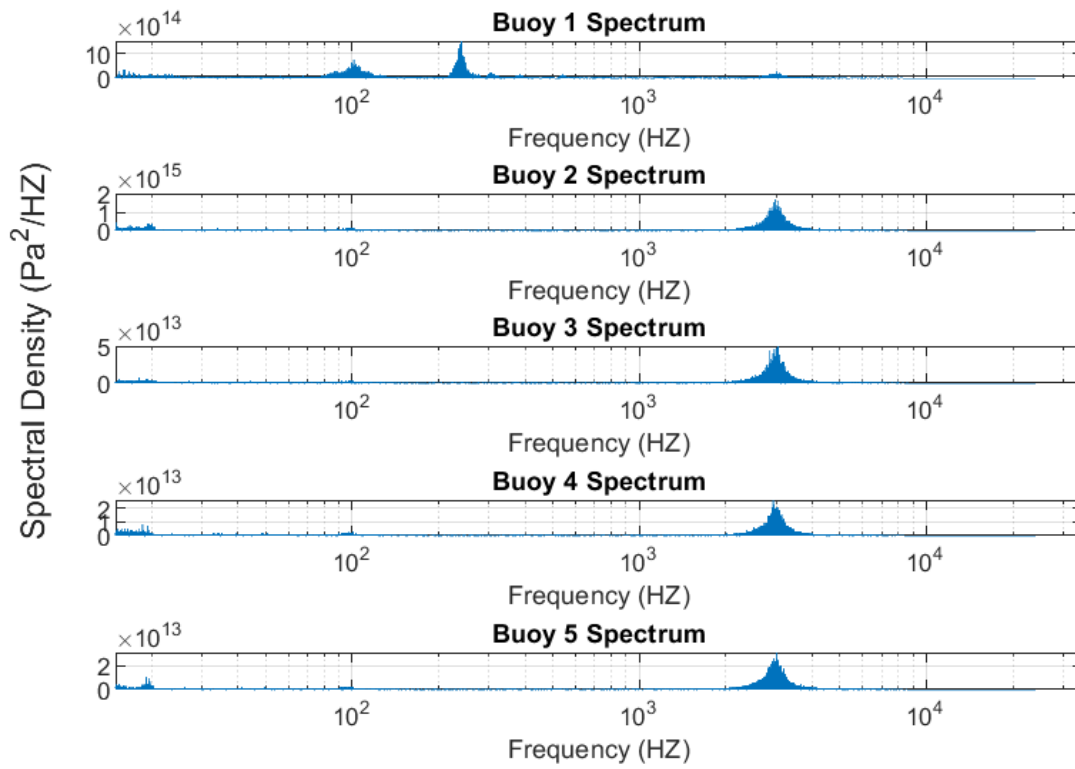 Spectral Density (Pa²/HZ)
Buoy 1 Spectrum
×10¹⁴
10
0
10² 10³ 10⁴
Frequency (HZ)
Buoy 2 Spectrum
×10¹⁵
2
1
0
10² 10³ 10⁴
Frequency (HZ)
Buoy 3 Spectrum
×10¹³
5
0
10² 10³ 10⁴
Frequency (HZ)
Buoy 4 Spectrum
×10¹³
2
1
0
10² 10³ 10⁴
Frequency (HZ)
Buoy 5 Spectrum
×10¹³
2
0
10² 10³ 10⁴
Frequency (HZ)